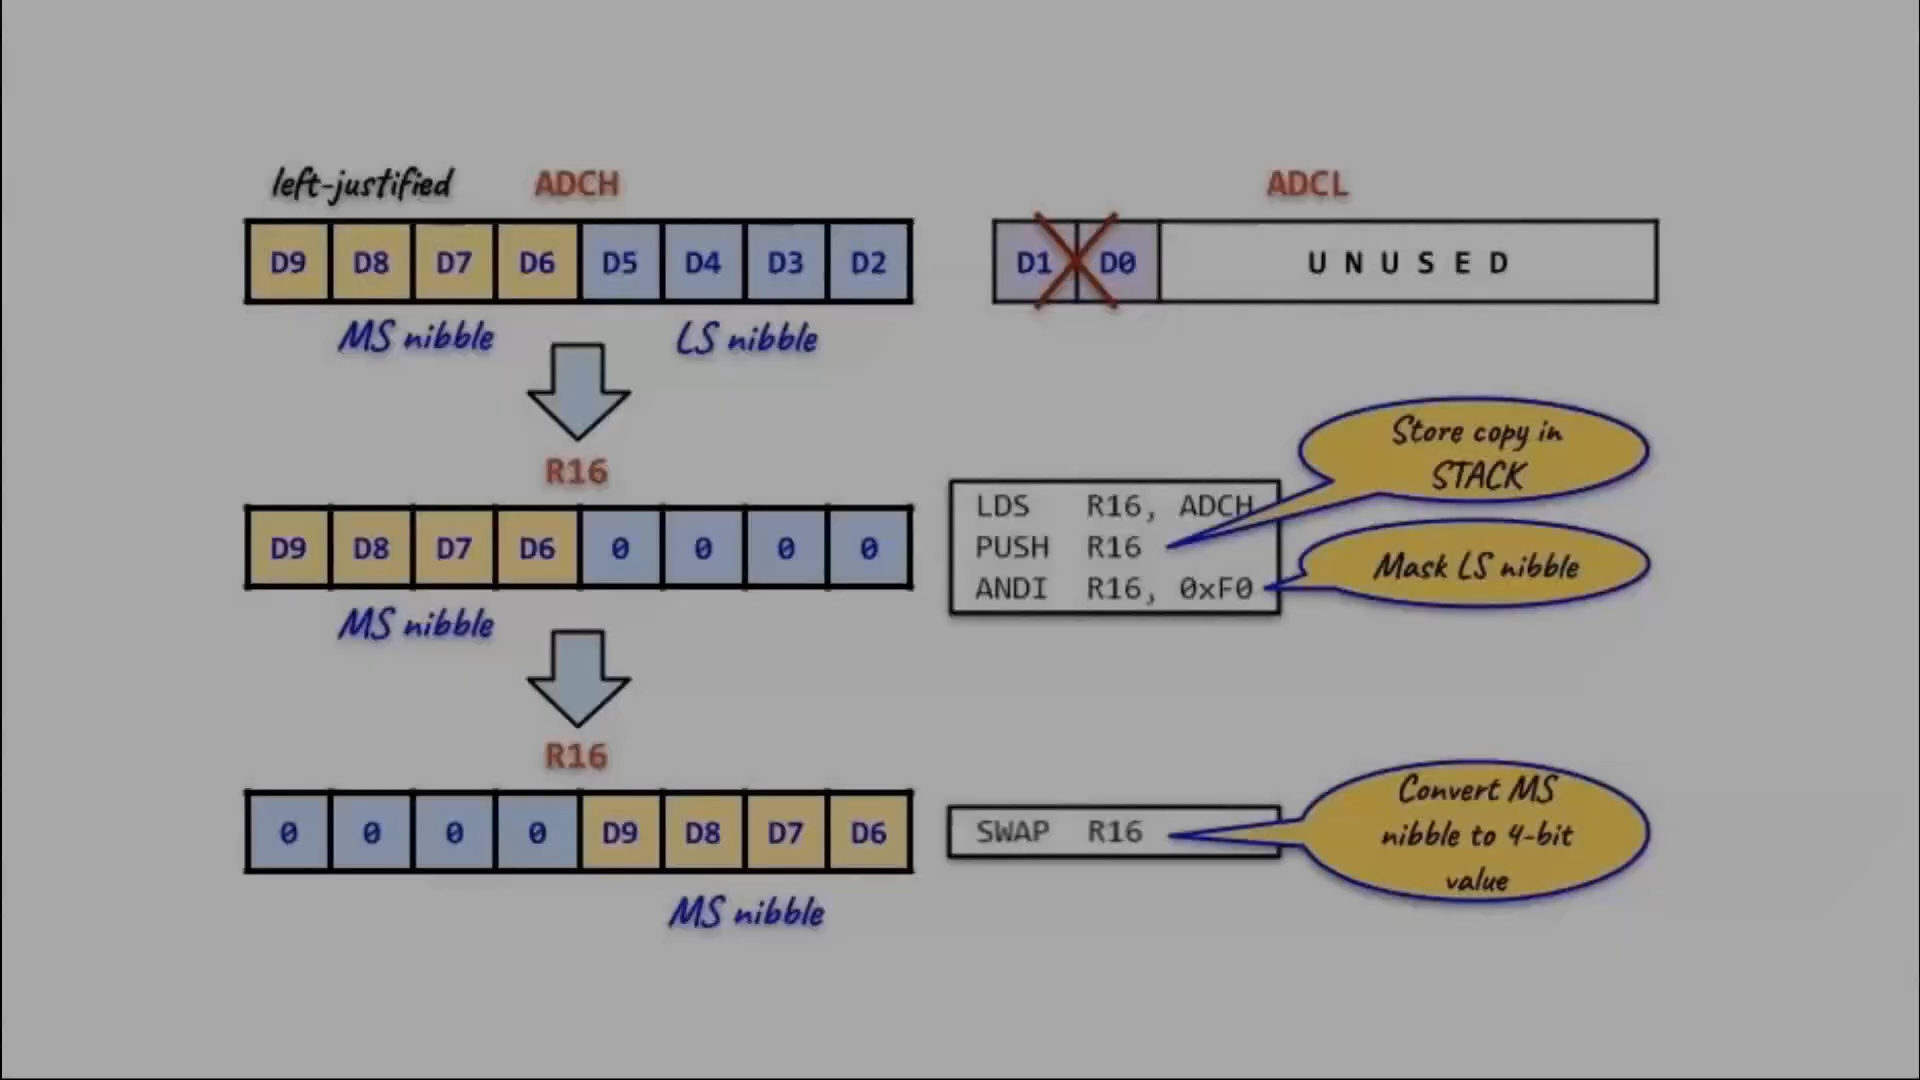 left-justified ADCH
ADCL
D9 D8 D7 D6 D5 D4 D3 D2
D1 D0 UNUSED
MS nibble LS nibble
R16
D9 D8 D7 D6 0 0 0 0
MS nibble
LDS R16, ADCH
PUSH R16
ANDI R16, 0xF0
Store copy in
STACK
Mask LS nibble
R16
0 0 0 0 D9 D8 D7 D6
MS nibble
SWAP R16
Convert MS
nibble to 4-bit
value